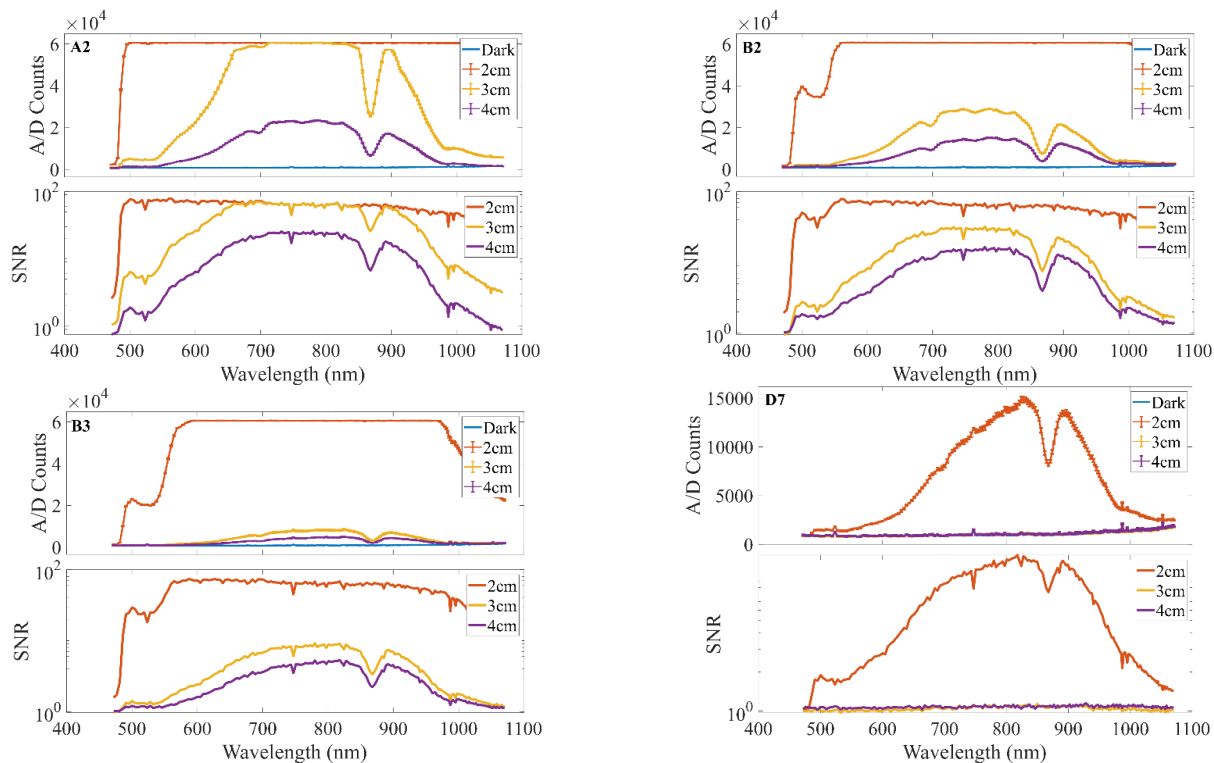 ×10⁴
A2
6
4
2
0
A/D Counts
Dark
2cm
3cm
4cm
10²
10⁰
SNR
2cm
3cm
4cm
400 500 600 700 800 900 1000 1100
Wavelength (nm)
×10⁴
B2
6
4
2
0
A/D Counts
Dark
2cm
3cm
4cm
10²
10⁰
SNR
2cm
3cm
4cm
400 500 600 700 800 900 1000 1100
Wavelength (nm)
×10⁴
B3
6
4
2
0
A/D Counts
Dark
2cm
3cm
4cm
10²
10⁰
SNR
2cm
3cm
4cm
400 500 600 700 800 900 1000 1100
Wavelength (nm)
D7
15000
10000
5000
0
A/D Counts
Dark
2cm
3cm
4cm
10⁰
SNR
2cm
3cm
4cm
400 500 600 700 800 900 1000 1100
Wavelength (nm)